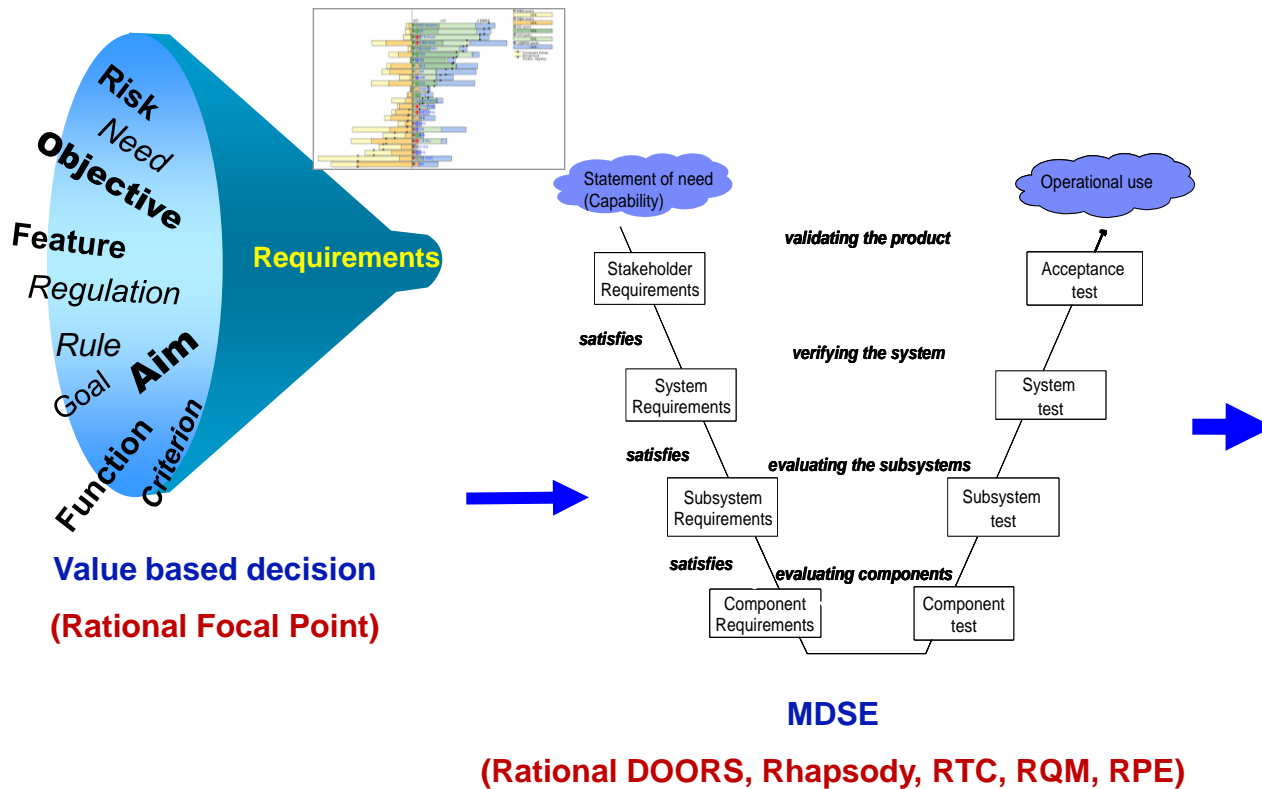 Risk
Need
Objective
Feature
Regulation
Rule
Aim
Goal
Function
Criterion
Requirements
Value based decision
(Rational Focal Point)
Statement of need
(Capability)
Operational use
validating the product
Stakeholder
Requirements
Acceptance
test
satisfies
verifying the system
System
Requirements
System
test
satisfies
evaluating the subsystems
Subsystem
Requirements
Subsystem
test
satisfies
evaluating components
Component
Requirements
Component
test
MDSE
(Rational DOORS, Rhapsody, RTC, RQM, RPE)